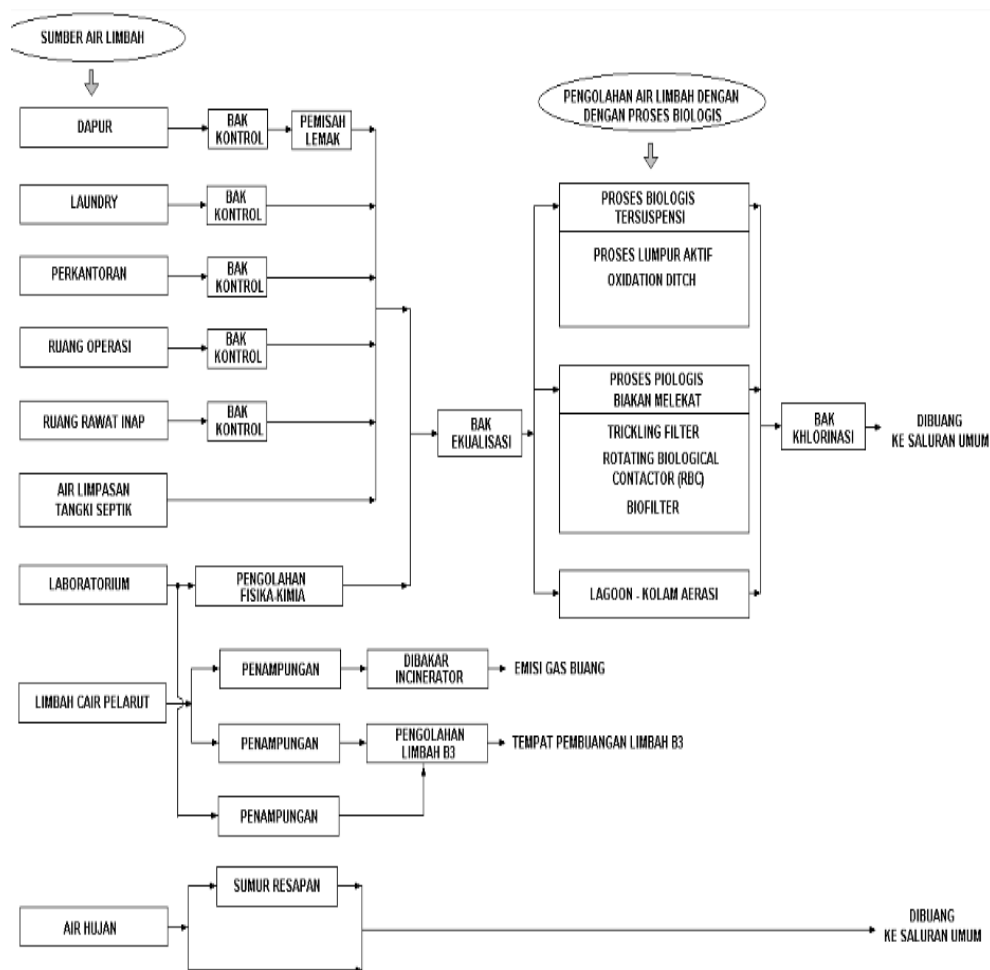 SUMBER AIR LIMBAH
DAPUR
BAK
KONTROL
PEMISAH
LEMAK
LAUNDRY
BAK
KONTROL
PERKANTORAN
BAK
KONTROL
RUANG OPERASI
BAK
KONTROL
RUANG RAWAT INAP
BAK
KONTROL
AIR LIMPASAN
TANGKI SEPTIK
LABORATORIUM
PENGOLAHAN
FISIKA-KIMIA
BAK
EKUALISASI
PENGOLAHAN AIR LIMBAH DENGAN
DENGAN PROSES BIOLOGIS
PROSES BIOLOGIS
TERSUSPENSI
PROSES LUMPUR AKTIF
OXIDATION DITCH
PROSES PIOLOGIS
BIAKAN MELEKAT
TRICKLING FILTER
ROTATING BIOLOGICAL
CONTACTOR (RBC)
BIOFILTER
LAGOON - KOLAM AERASI
BAK
KHLORINASI
DIBUANG
KE SALURAN UMUM
LIMBAH CAIR PELARUT
PENAMPUNGAN
DIBAKAR
INCINERATOR
EMISI GAS BUANG
PENAMPUNGAN
PENGOLAHAN
LIMBAH B3
TEMPAT PEMBUANGAN LIMBAH B3
PENAMPUNGAN
AIR HUJAN
SUMUR RESAPAN
DIBUANG
KE SALURAN UMUM